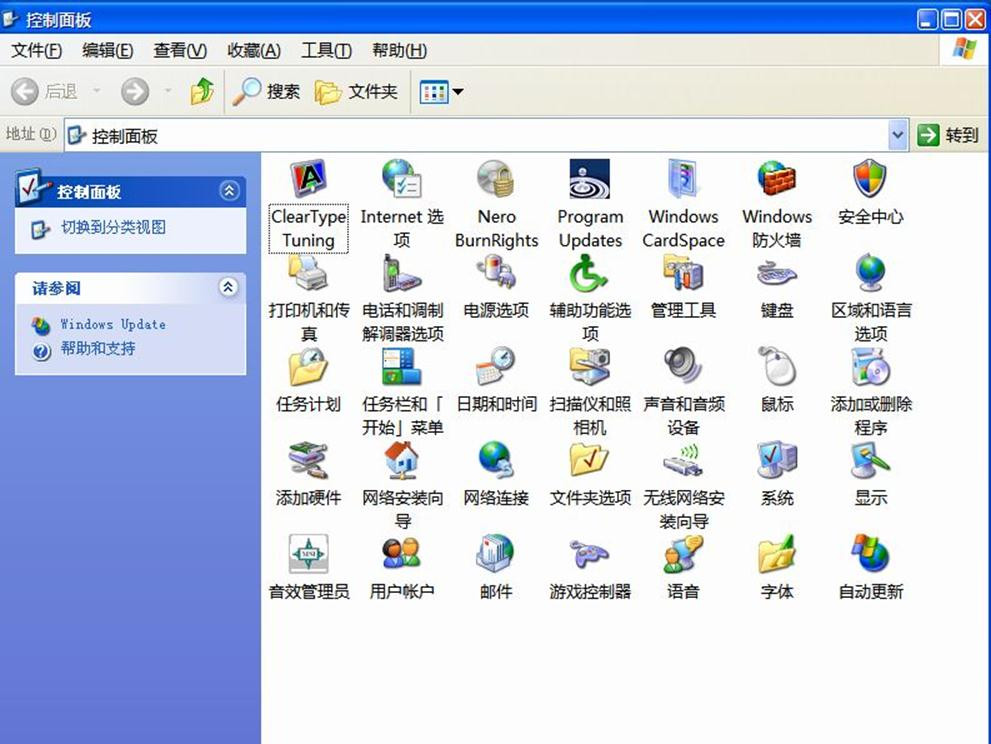 控制面板
文件(F) 编辑(E) 查看(V) 收藏(A) 工具(T) 帮助(H)
后退 搜索 文件夹
地址(D) 控制面板 转到
控制面板
切换到分类视图
请参阅
Windows Update
帮助和支持
ClearType Internet 选 Nero Program Windows Windows 安全中心
Tuning 项 BurnRights Updates CardSpace 防火墙
打印机和传 电话和调制 电源选项 辅助功能选 管理工具 键盘 区域和语言
真 解调器选项 项 选项
任务计划 任务栏和「 日期和时间 扫描仪和照 声音和音频 鼠标 添加或删除
开始」菜单 相机 设备 程序
添加硬件 网络安装向 网络连接 文件夹选项 无线网络安 系统 显示
导 装向导
音效管理员 用户帐户 邮件 游戏控制器 语音 字体 自动更新